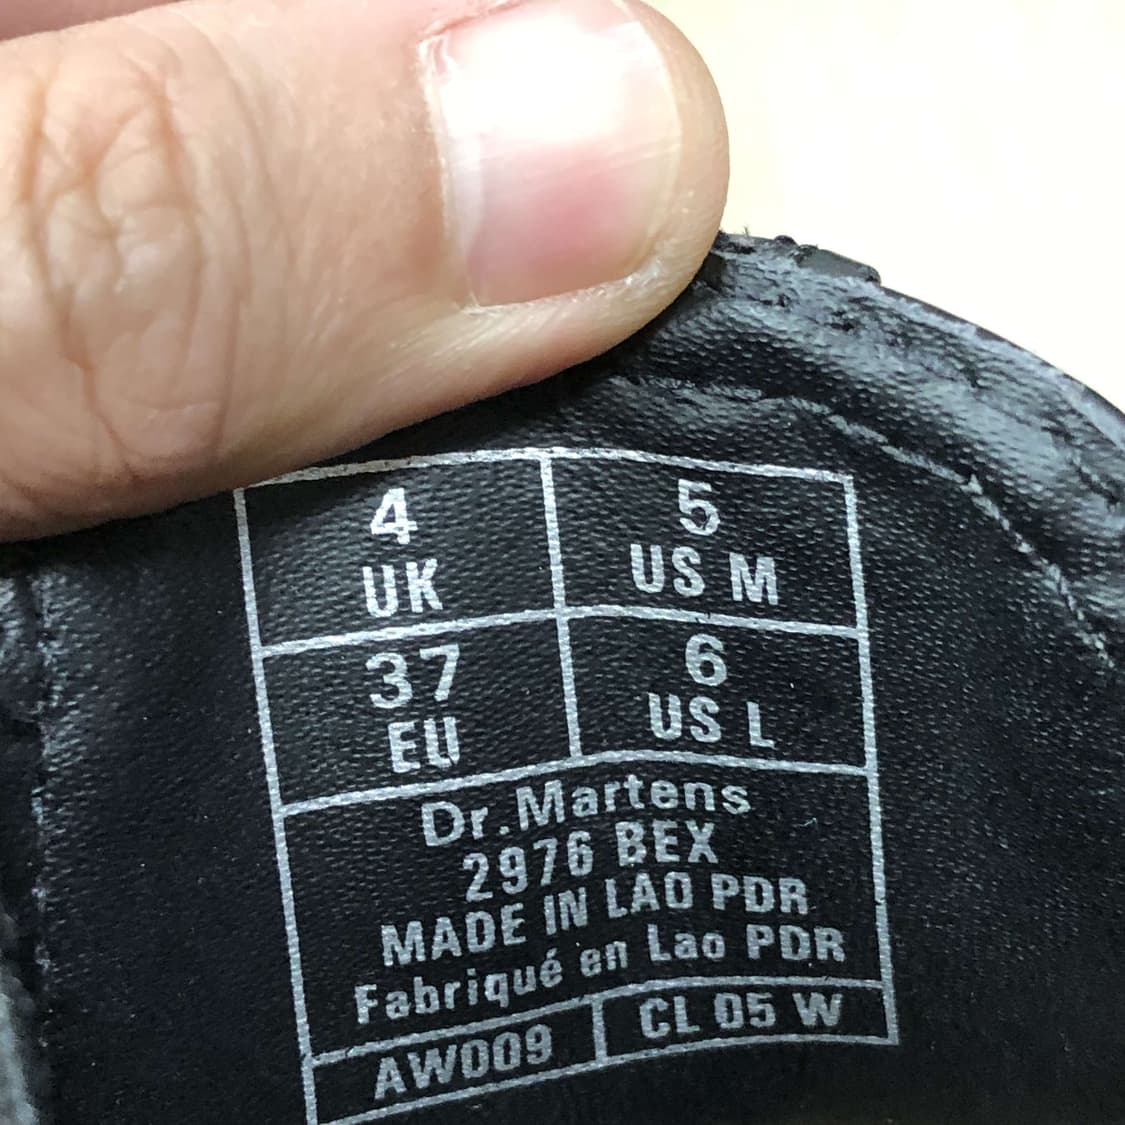 4 UK
5 US M
37 EU
6 US L
Dr.Martens
2976 BEX
MADE IN LAO PDR
Fabriqué en Lao PDR
AW009
CL 05 W